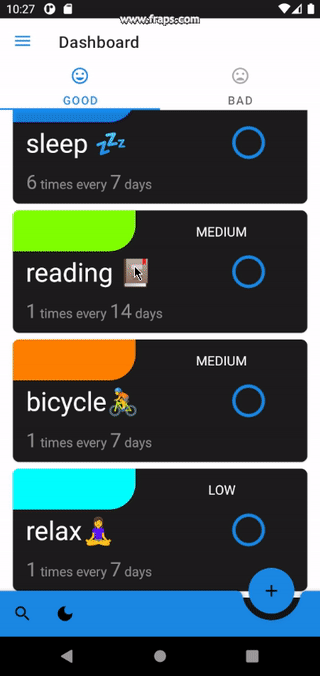 10:27
www.fraps.com
Dashboard
GOOD
BAD
sleep 💤
6 times every 7 days
MEDIUM
reading 📔
1 times every 14 days
MEDIUM
bicycle🚴
1 times every 7 days
LOW
relax🧘‍♀️
1 times every 7 days
+